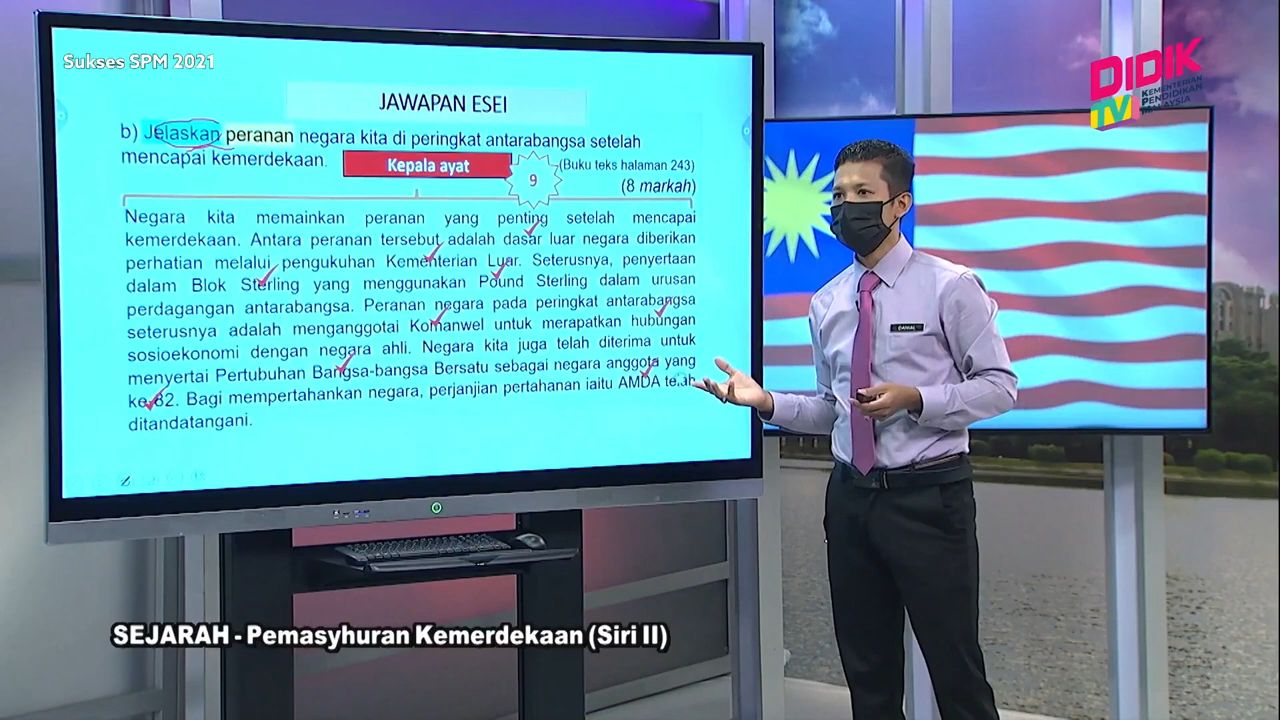 Sukses SPM 2021
DIDIK
TV
KEMENTERIAN
PENDIDIKAN
MALAYSIA
JAWAPAN ESEI
b) Jelaskan peranan negara kita di peringkat antarabangsa setelah
mencapai kemerdekaan.
Kepala ayat
9
(Buku teks halaman 243)
(8 markah)
Negara kita memainkan peranan yang penting setelah mencapai
kemerdekaan. Antara peranan tersebut adalah dasar luar negara diberikan
perhatian melalui pengukuhan Kementerian Luar. Seterusnya, penyertaan
dalam Blok Sterling yang menggunakan Pound Sterling dalam urusan
perdagangan antarabangsa. Peranan negara pada peringkat antarabangsa
seterusnya adalah menganggotai Komanwel untuk merapatkan hubungan
sosioekonomi dengan negara ahli. Negara kita juga telah diterima untuk
menyertai Pertubuhan Bangsa-bangsa Bersatu sebagai negara anggota yang
ke-82. Bagi mempertahankan negara, perjanjian pertahanan iaitu AMDA telah
ditandatangani.
SEJARAH - Pemasyhuran Kemerdekaan (Siri II)